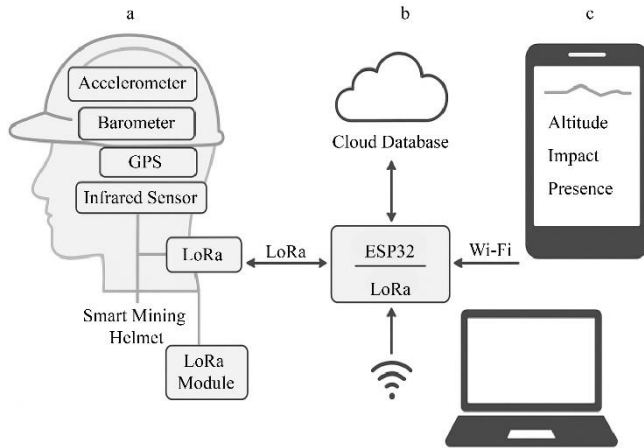 a
b
c
Accelerometer
Barometer
GPS
Infrared Sensor
LoRa
Smart Mining
Helmet
LoRa
Module
LoRa
Cloud Database
ESP32
LoRa
Wi-Fi
Altitude
Impact
Presence